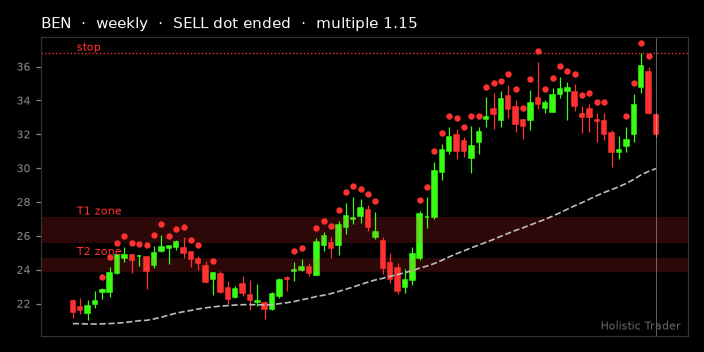 BEN · weekly · SELL dot ended · multiple 1.15
stop
36
34
32
30
28
T1 zone
26
T2 zone
24
22
Holistic Trader